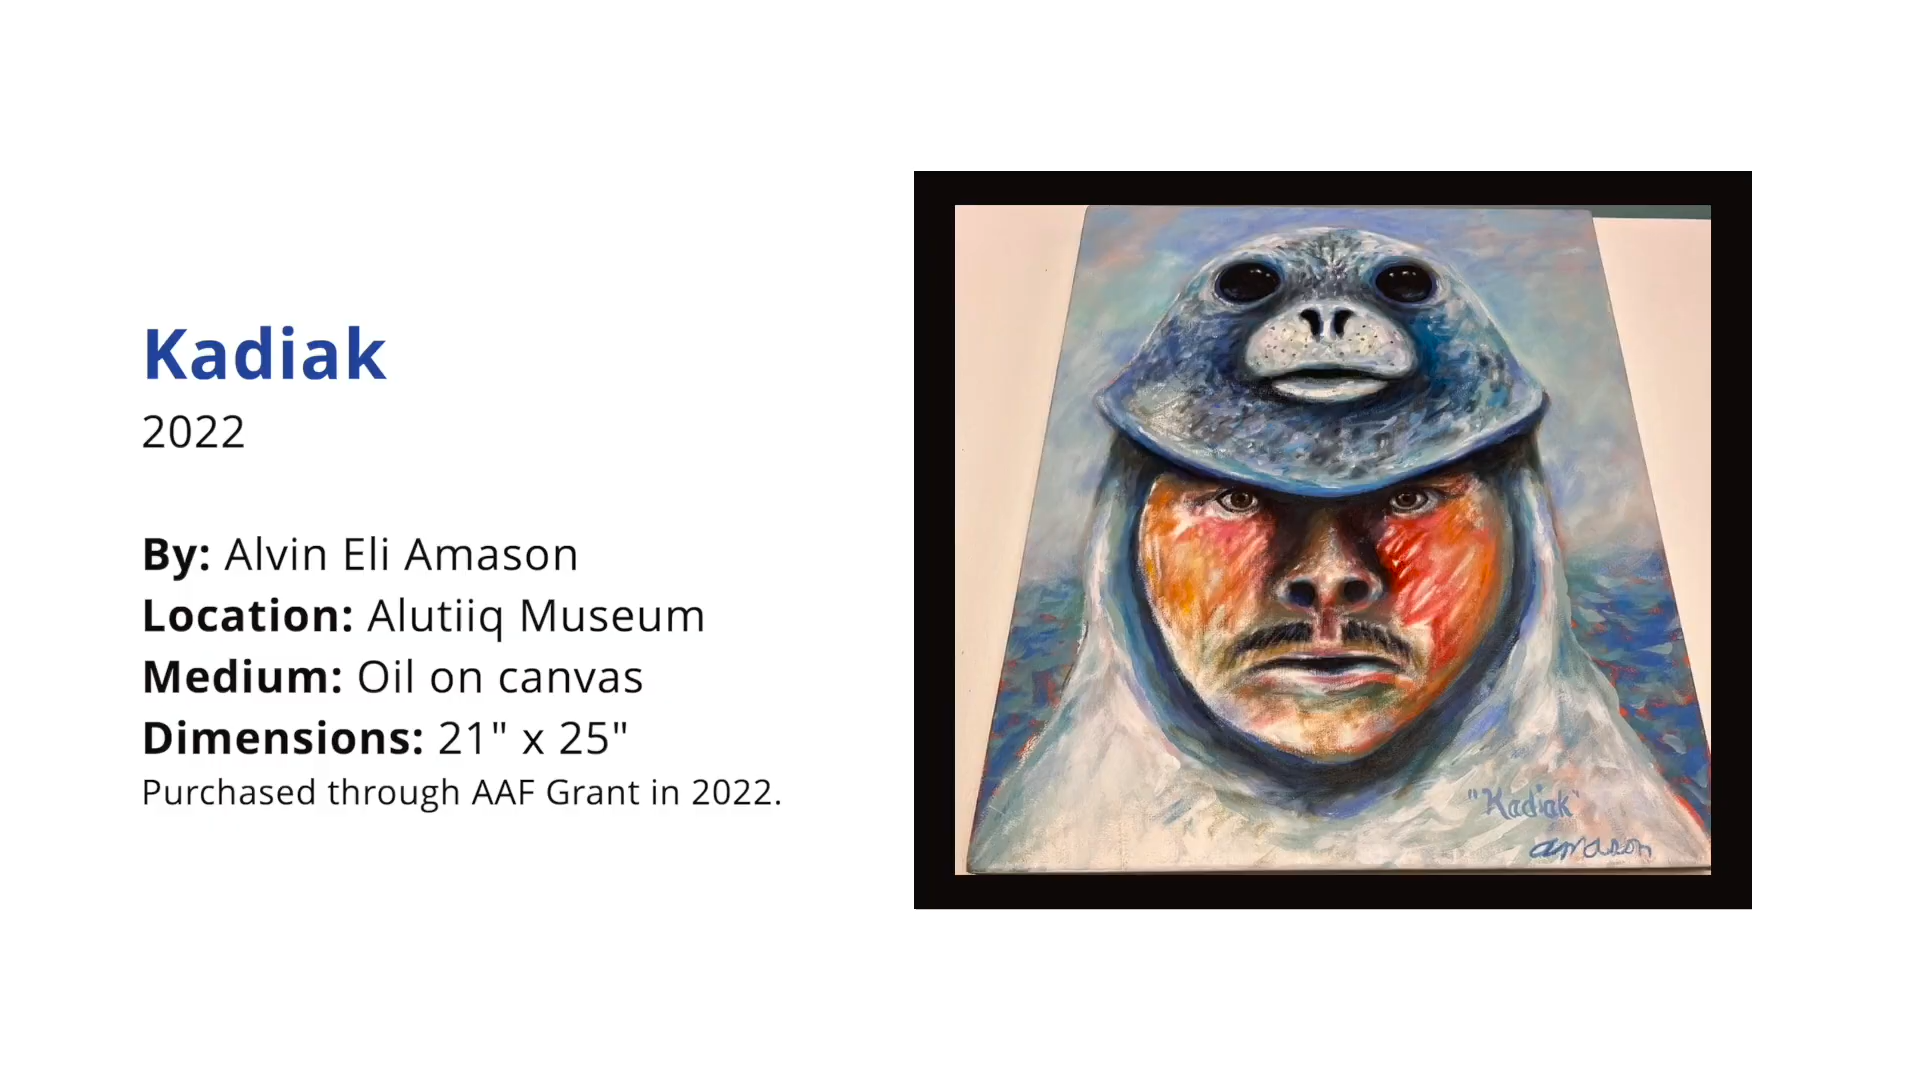 Kadiak
2022
By: Alvin Eli Amason
Location: Alutiiq Museum
Medium: Oil on canvas
Dimensions: 21" x 25"
Purchased through AAF Grant in 2022.
"Kadiak"
amason